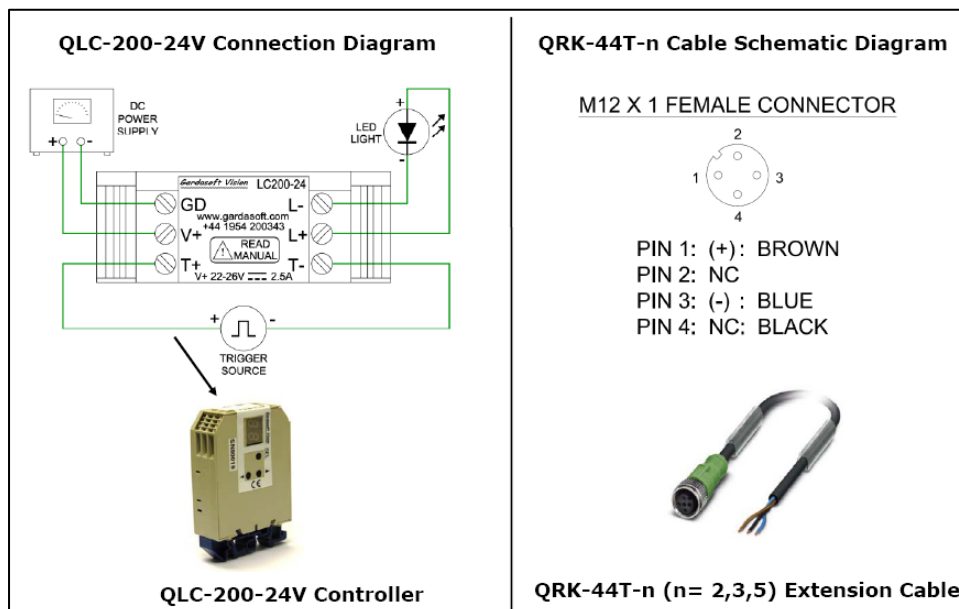 QLC-200-24V Connection Diagram
DC
POWER
SUPPLY
+ -
+
LED
LIGHT
-
Gardasoft Vision LC200-24
GD L-
www.gardasoft.com
+44 1954 200343
V+ L+
READ
MANUAL
T+ T-
V+ 22-26V 2.5A
+ -
TRIGGER
SOURCE
CE
QLC-200-24V Controller
QRK-44T-n Cable Schematic Diagram
M12 X 1 FEMALE CONNECTOR
2
1 3
4
PIN 1: (+) : BROWN
PIN 2: NC
PIN 3: (-) : BLUE
PIN 4: NC: BLACK
QRK-44T-n (n= 2,3,5) Extension Cable